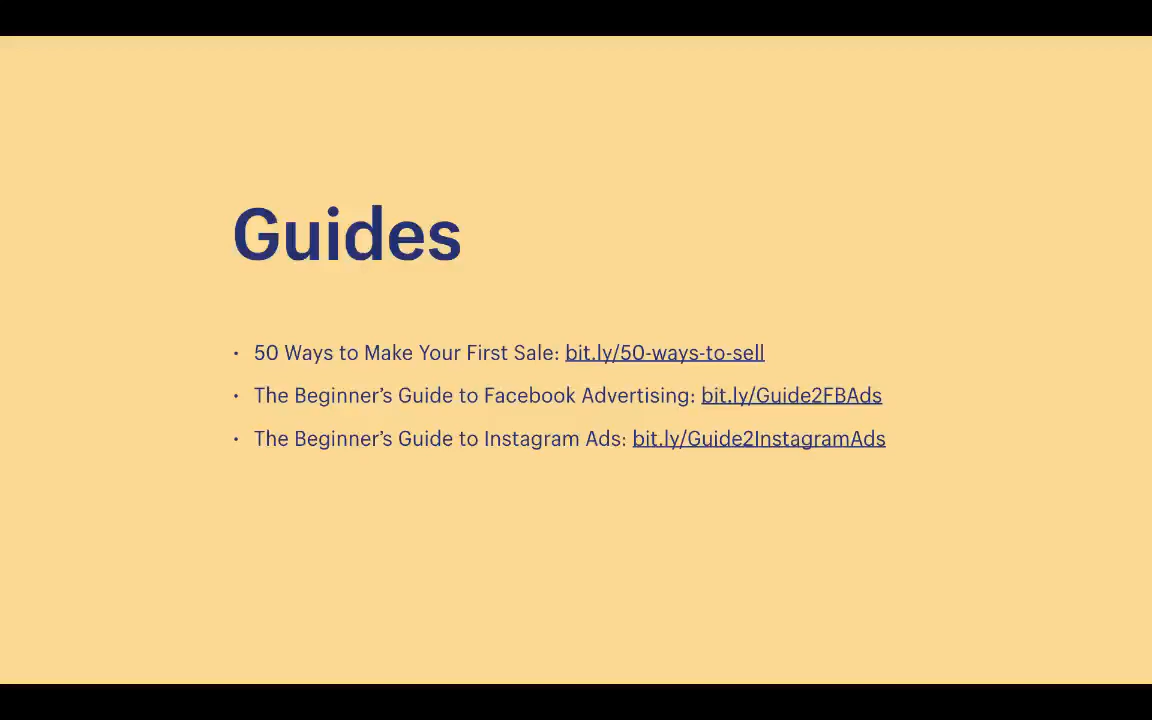 Guides
• 50 Ways to Make Your First Sale: bit.ly/50-ways-to-sell
• The Beginner’s Guide to Facebook Advertising: bit.ly/Guide2FBAds
• The Beginner’s Guide to Instagram Ads: bit.ly/Guide2InstagramAds